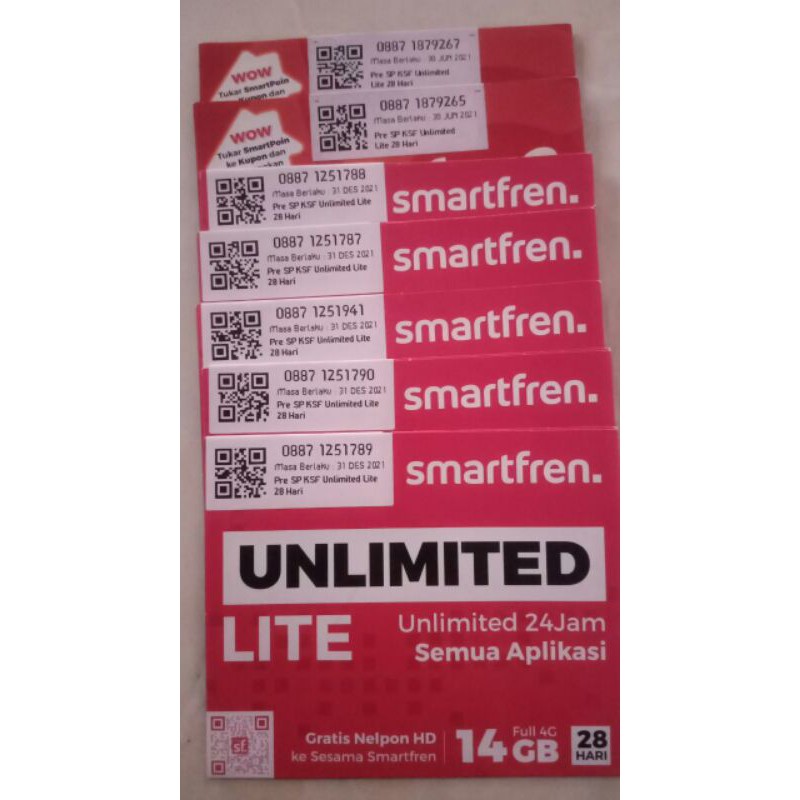 WOW
Tukar SmartPoin
Kupon dan
0887 1879267
Masa Berlaku : 30 JUN 2021
Pre SP KSF Unlimited
Lite 28 Hari
WOW
Tukar SmartPoin
ke Kupon dan
0887 1879265
Masa Berlaku : 30 JUN 2021
Pre SP KSF Unlimited
Lite 28 Hari
0887 1251788
Masa Berlaku : 31 DES 2021
Pre SP KSF Unlimited Lite
28 Hari
smartfren.
0887 1251787
Masa Berlaku : 31 DES 2021
Pre SP KSF Unlimited Lite
28 Hari
smartfren.
0887 1251941
Masa Berlaku : 31 DES 2021
Pre SP KSF Unlimited Lite
28 Hari
smartfren.
0887 1251790
Masa Berlaku : 31 DES 2021
Pre SP KSF Unlimited Lite
28 Hari
smartfren.
0887 1251789
Masa Berlaku : 31 DES 2021
Pre SP KSF Unlimited Lite
28 Hari
smartfren.
UNLIMITED
LITE
Unlimited 24Jam
Semua Aplikasi
sf.
Gratis Nelpon HD
ke Sesama Smartfren
14 GB
Full 4G
28
HARI